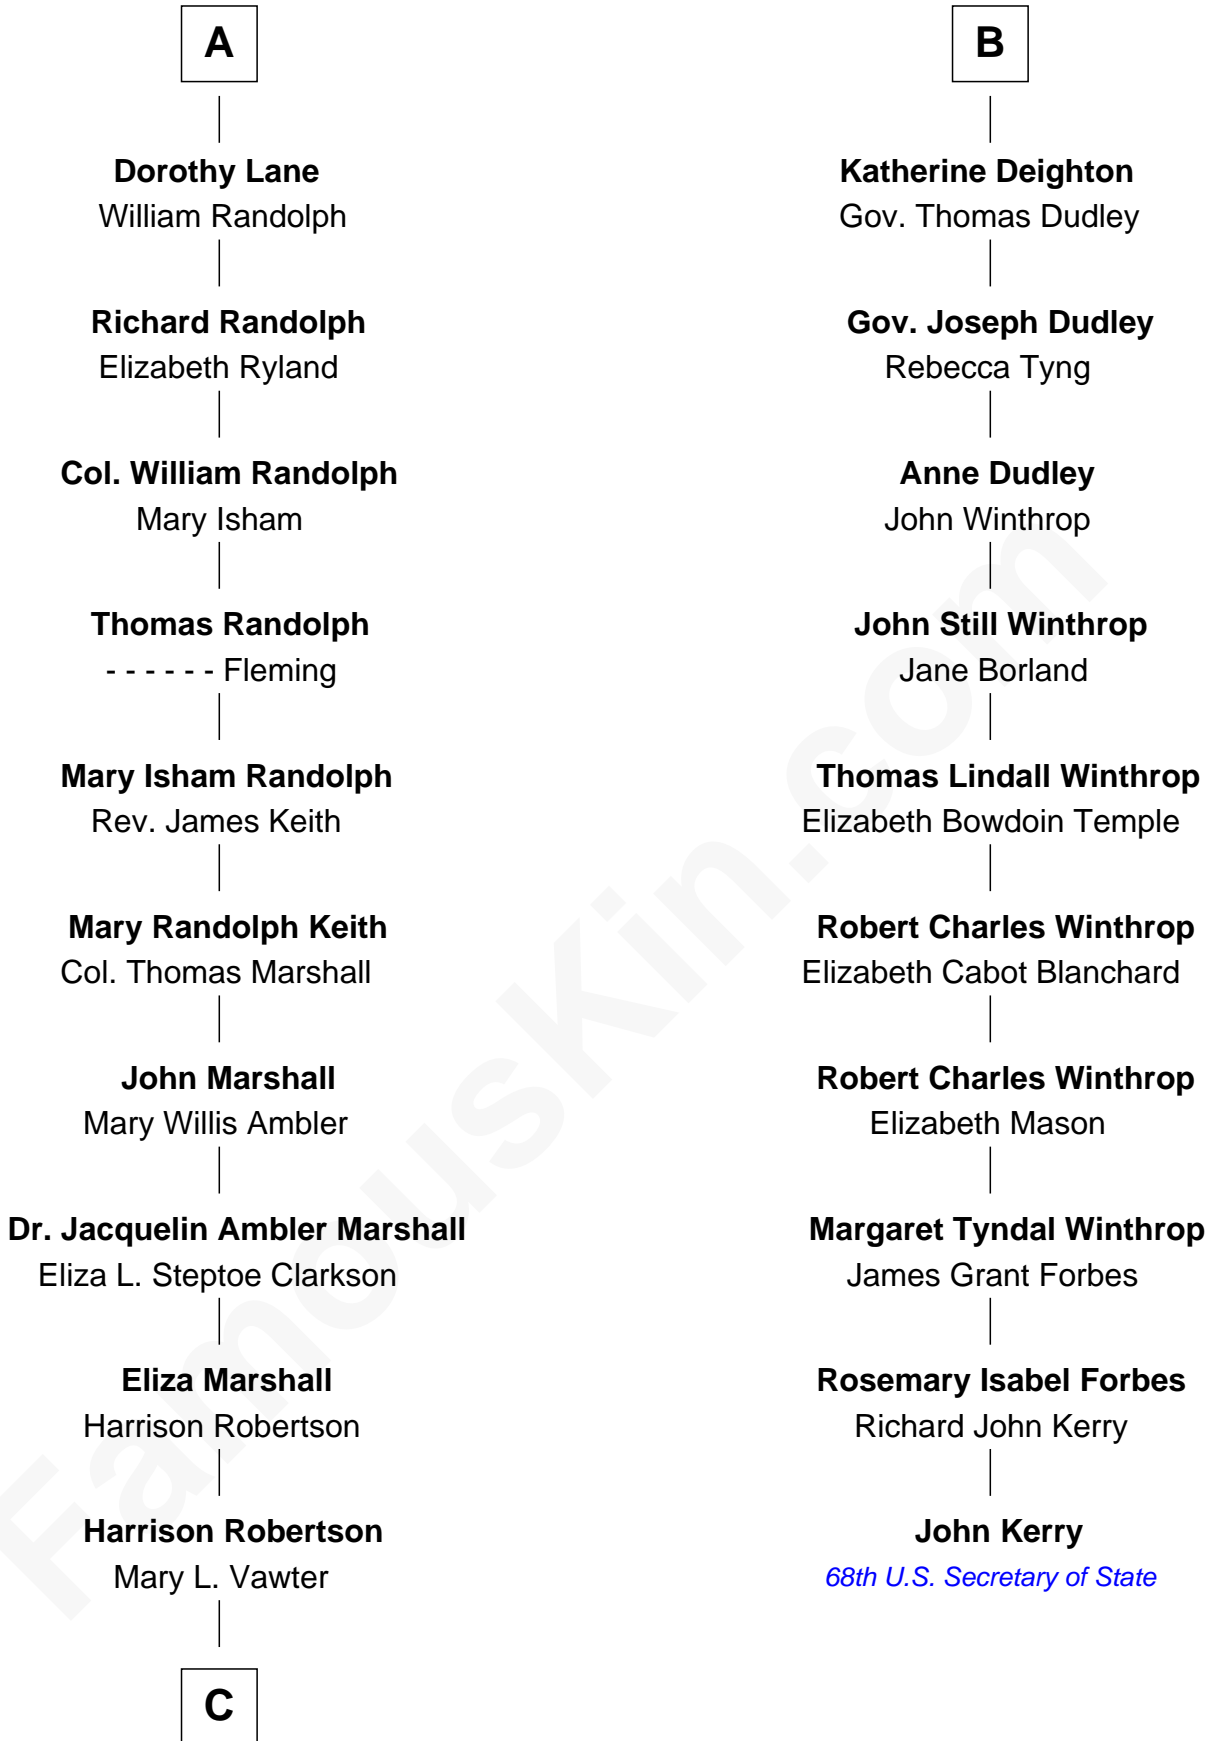 A
Dorothy Lane
William Randolph
Richard Randolph
Elizabeth Ryland
Col. William Randolph
Mary Isham
Thomas Randolph
- - - - - - Fleming
Mary Isham Randolph
Rev. James Keith
Mary Randolph Keith
Col. Thomas Marshall
John Marshall
Mary Willis Ambler
Dr. Jacquelin Ambler Marshall
Eliza L. Steptoe Clarkson
Eliza Marshall
Harrison Robertson
Harrison Robertson
Mary L. Vawter
C
B
Katherine Deighton
Gov. Thomas Dudley
Gov. Joseph Dudley
Rebecca Tyng
Anne Dudley
John Winthrop
John Still Winthrop
Jane Borland
Thomas Lindall Winthrop
Elizabeth Bowdoin Temple
Robert Charles Winthrop
Elizabeth Cabot Blanchard
Robert Charles Winthrop
Elizabeth Mason
Margaret Tyndal Winthrop
James Grant Forbes
Rosemary Isabel Forbes
Richard John Kerry
John Kerry
68th U.S. Secretary of State
FamousKin.com